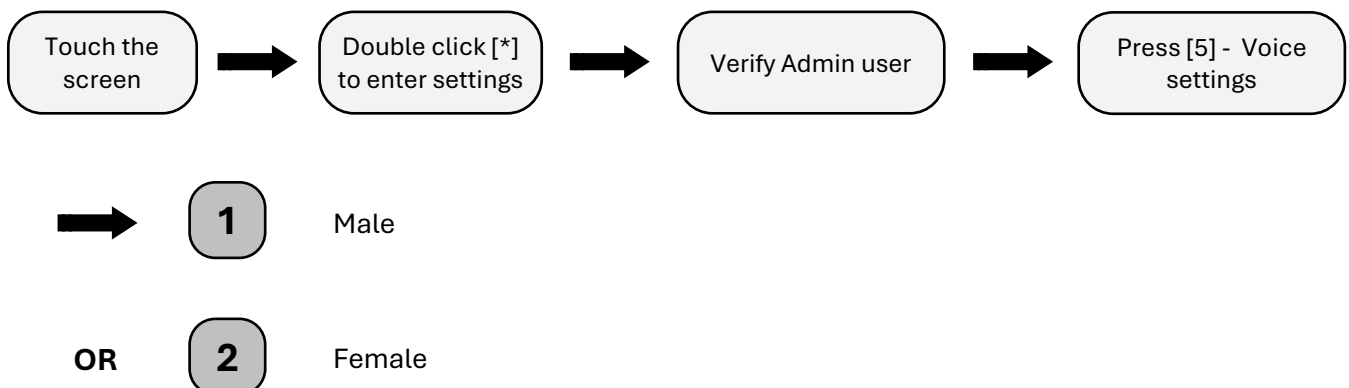 Touch the
screen
Double click [*]
to enter settings
Verify Admin user
Press [5] - Voice
settings
1 Male
OR 2 Female